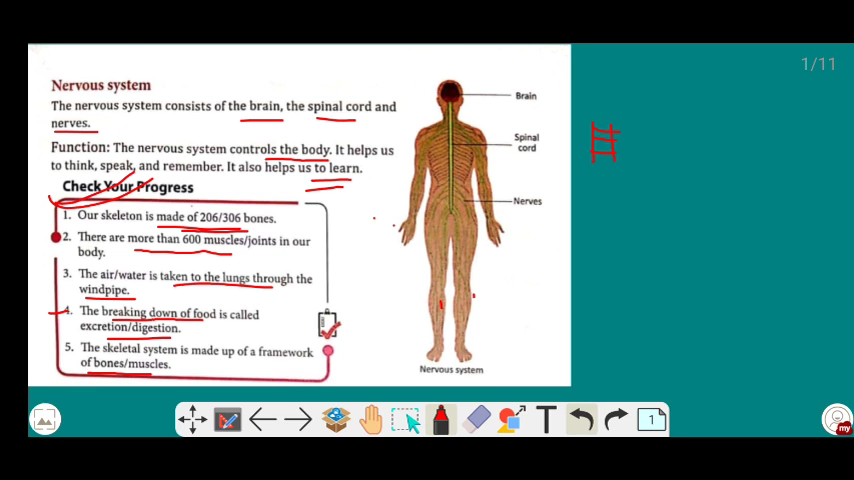 1/11
Nervous system
The nervous system consists of the brain, the spinal cord and
nerves.
Function: The nervous system controls the body. It helps us
to think, speak, and remember. It also helps us to learn.
Check Your Progress
1. Our skeleton is made of 206/306 bones.
2. There are more than 600 muscles/joints in our
body.
3. The air/water is taken to the lungs through the
windpipe.
4. The breaking down of food is called
excretion/digestion.
5. The skeletal system is made up of a framework
of bones/muscles.
Brain
Spinal
cord
Nerves
Nervous system
T
1
my